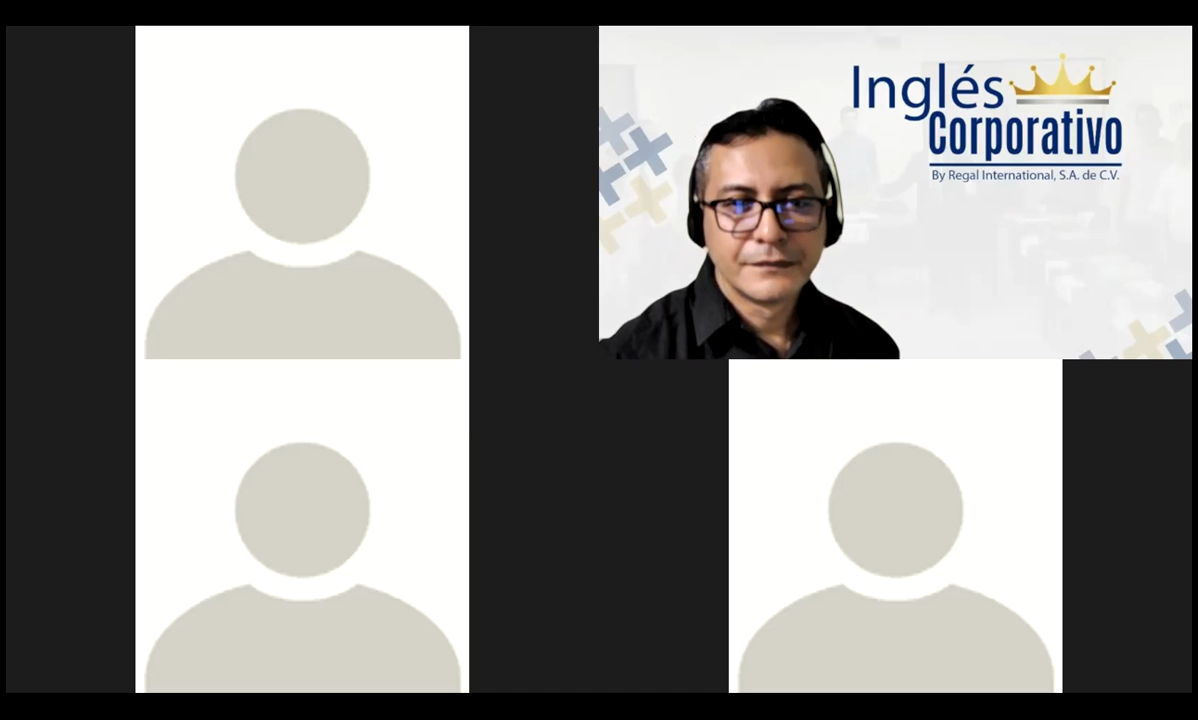 Inglés
Corporativo
By Regal International, S.A. de C.V.